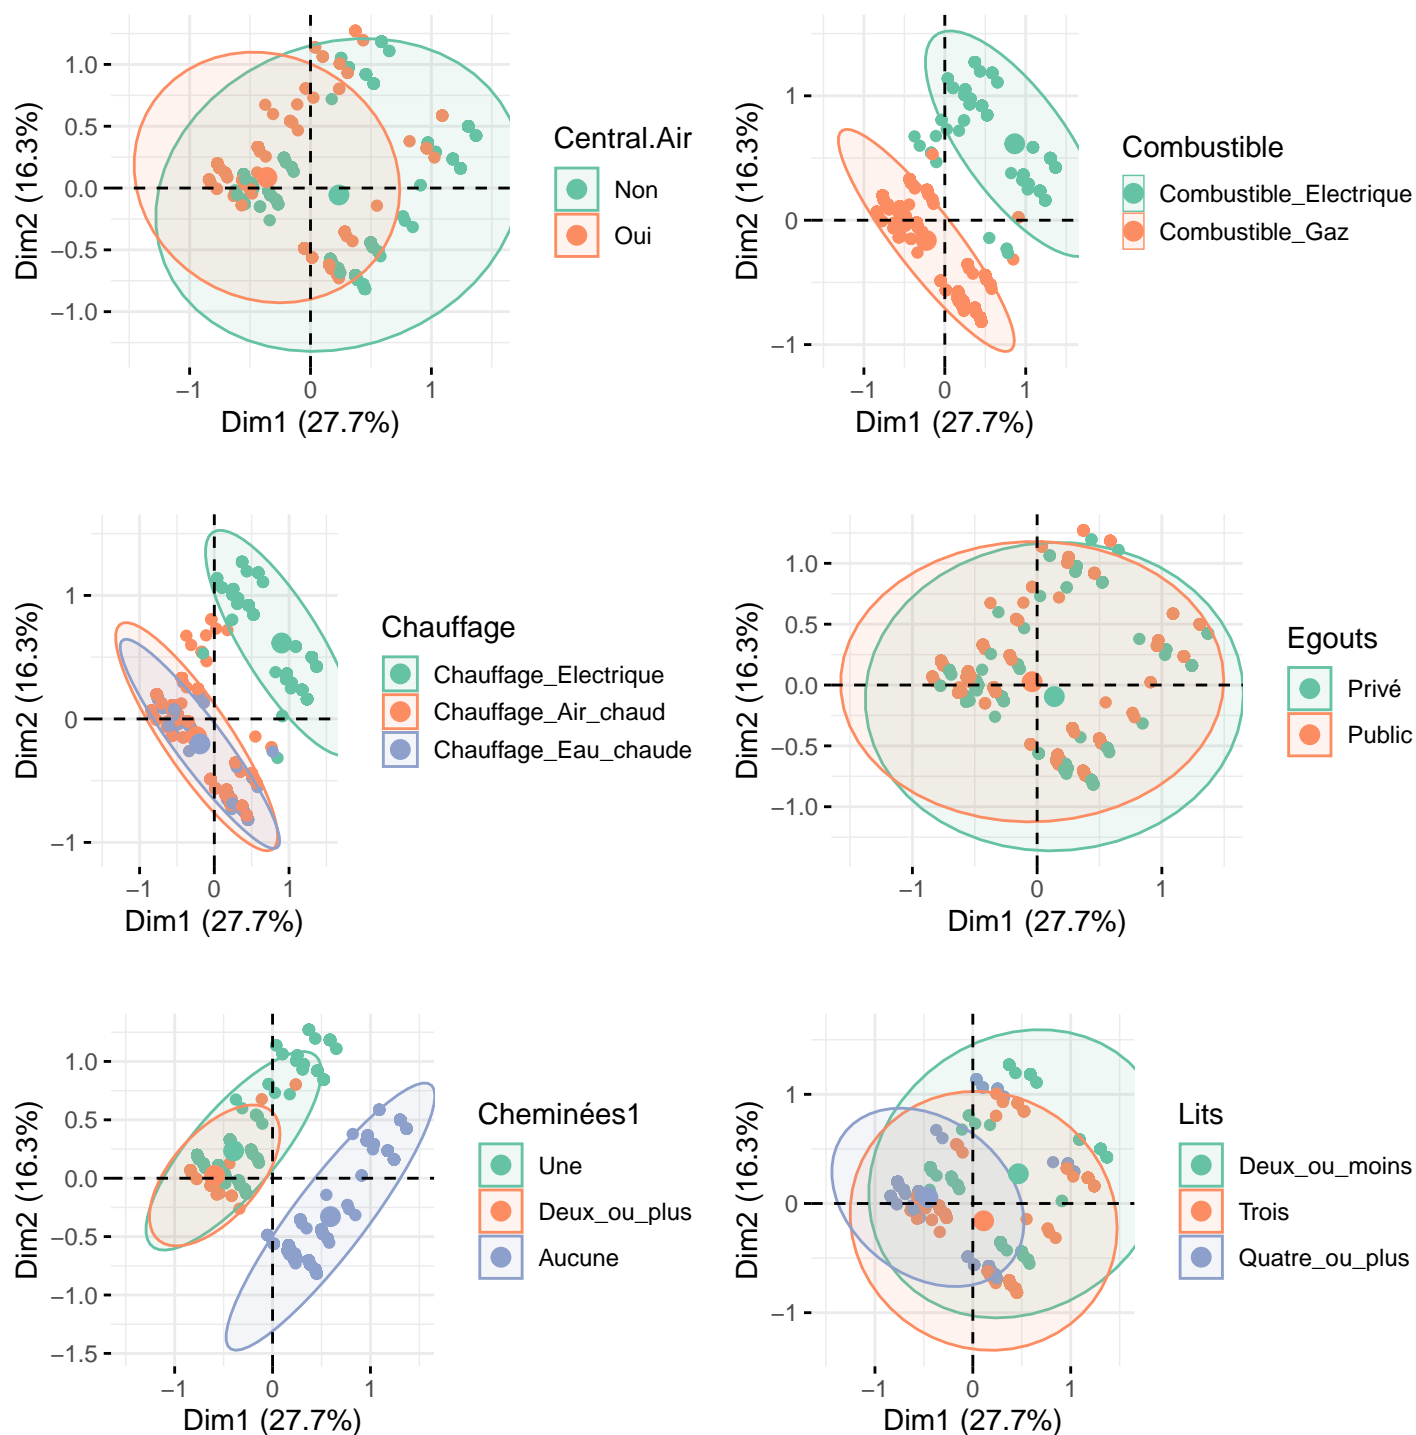 Central.Air
Non
Oui
Dim2 (16.3%)
1.0
0.5
0.0
−0.5
−1.0
−1
0
1
Dim1 (27.7%)
Combustible
Combustible_Electrique
Combustible_Gaz
Dim2 (16.3%)
1
0
−1
−1
0
1
Dim1 (27.7%)
Chauffage
Chauffage_Electrique
Chauffage_Air_chaud
Chauffage_Eau_chaude
Dim2 (16.3%)
1
0
−1
−1
0
1
Dim1 (27.7%)
Egouts
Privé
Public
Dim2 (16.3%)
1.0
0.5
0.0
−0.5
−1.0
−1
0
1
Dim1 (27.7%)
Cheminées1
Une
Deux_ou_plus
Aucune
Dim2 (16.3%)
1.0
0.5
0.0
−0.5
−1.0
−1.5
−1
0
1
Dim1 (27.7%)
Lits
Deux_ou_moins
Trois
Quatre_ou_plus
Dim2 (16.3%)
1
0
−1
−1
0
1
Dim1 (27.7%)